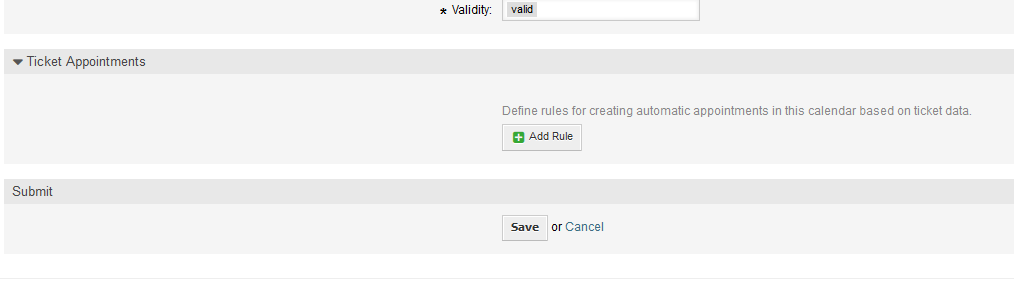 * Validity: valid
Ticket Appointments
Define rules for creating automatic appointments in this calendar based on ticket data.
Add Rule
Submit
Save or Cancel